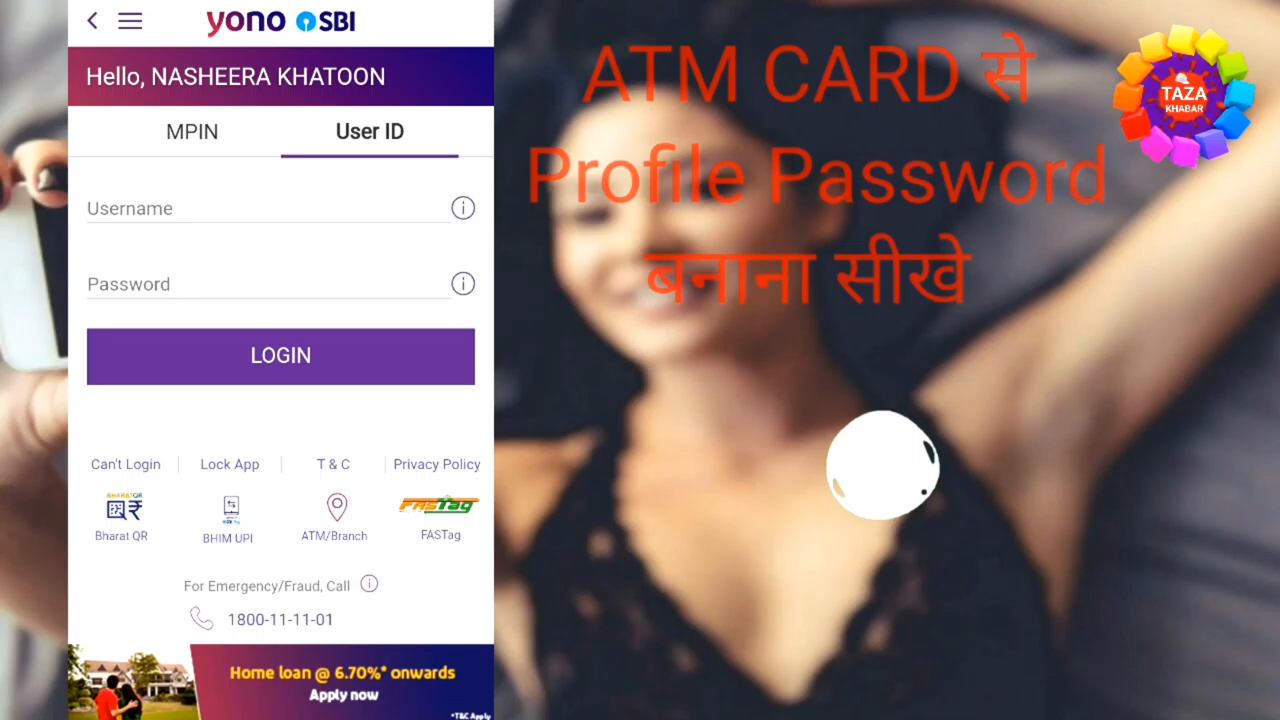 yono SBI
Hello, NASHEERA KHATOON
MPIN
User ID
Username
Password
LOGIN
Can't Login
Lock App
T & C
Privacy Policy
BHARATQR
Bharat QR
BHIM UPI
ATM/Branch
FASTag
FASTag
For Emergency/Fraud, Call
1800-11-11-01
Home loan @ 6.70%* onwards
Apply now
*T&C Apply
ATM CARD से
Profile Password
बनाना सीखे
TAZA
KHABAR